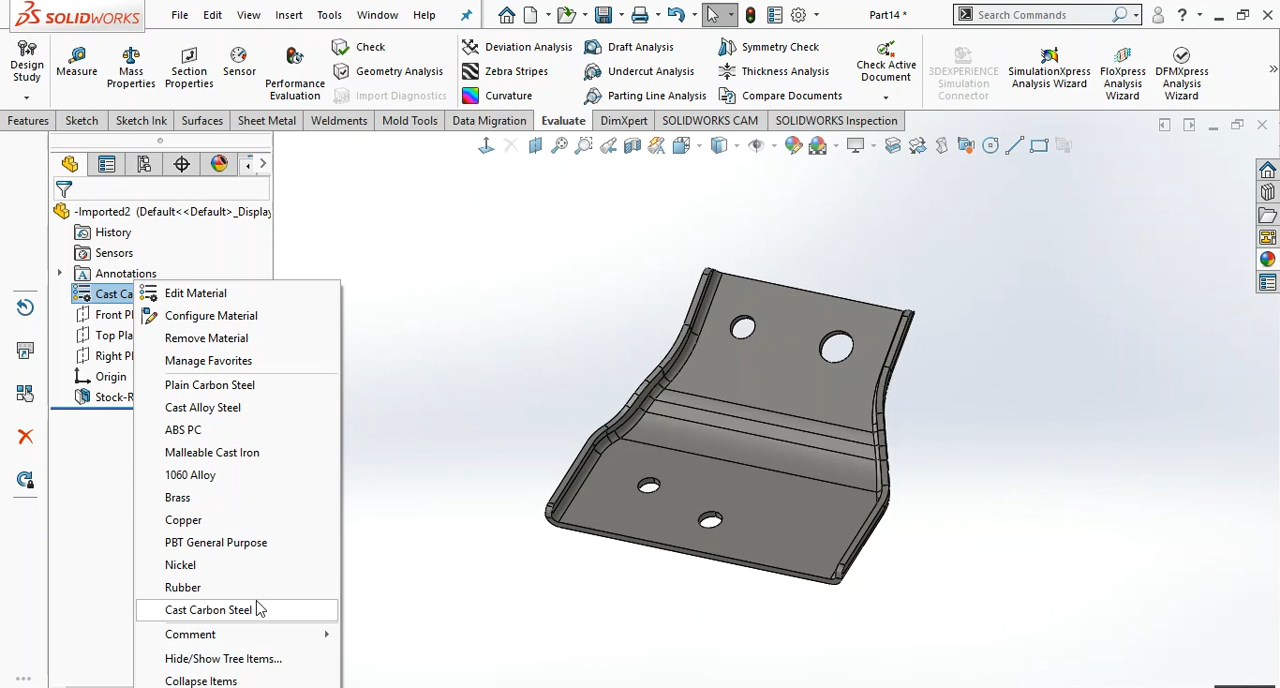 SOLIDWORKS File Edit View Insert Tools Window Help Part14 * Search Commands ?
Design Study
Measure
Mass Properties
Section Properties
Sensor
Performance Evaluation
Check
Geometry Analysis
Import Diagnostics
Deviation Analysis
Zebra Stripes
Curvature
Draft Analysis
Undercut Analysis
Parting Line Analysis
Symmetry Check
Thickness Analysis
Compare Documents
Check Active Document
3DEXPERIENCE Simulation Connector
SimulationXpress Analysis Wizard
FloXpress Analysis Wizard
DFMXpress Analysis Wizard
Features Sketch Sketch Ink Surfaces Sheet Metal Weldments Mold Tools Data Migration Evaluate DimXpert SOLIDWORKS CAM SOLIDWORKS Inspection
-Imported2 (Default<<Default>_Display
History
Sensors
Annotations
Cast Ca
Front Pl
Top Pla
Right P
Origin
Stock-R
Edit Material
Configure Material
Remove Material
Manage Favorites
Plain Carbon Steel
Cast Alloy Steel
ABS PC
Malleable Cast Iron
1060 Alloy
Brass
Copper
PBT General Purpose
Nickel
Rubber
Cast Carbon Steel
Comment
Hide/Show Tree Items...
Collapse Items